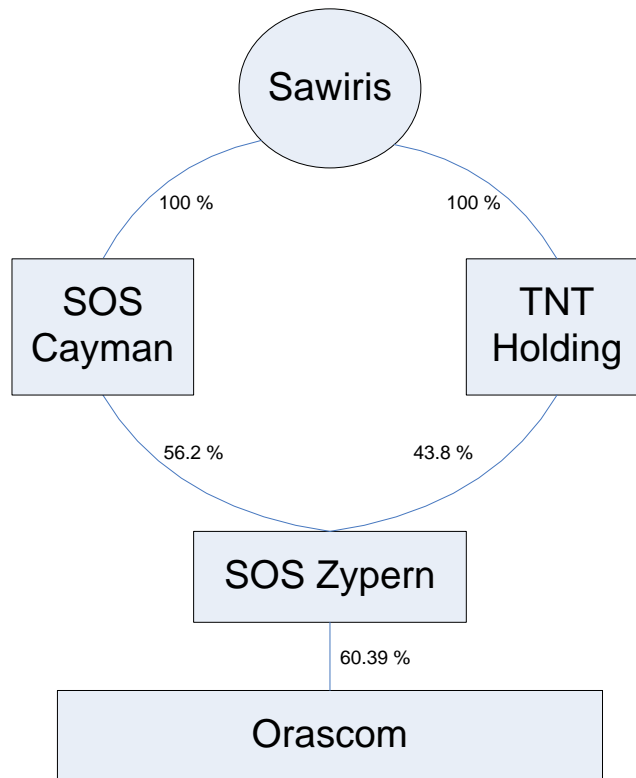 Sawiris
100 %
100 %
SOS
Cayman
TNT
Holding
56.2 %
43.8 %
SOS Zypern
60.39 %
Orascom